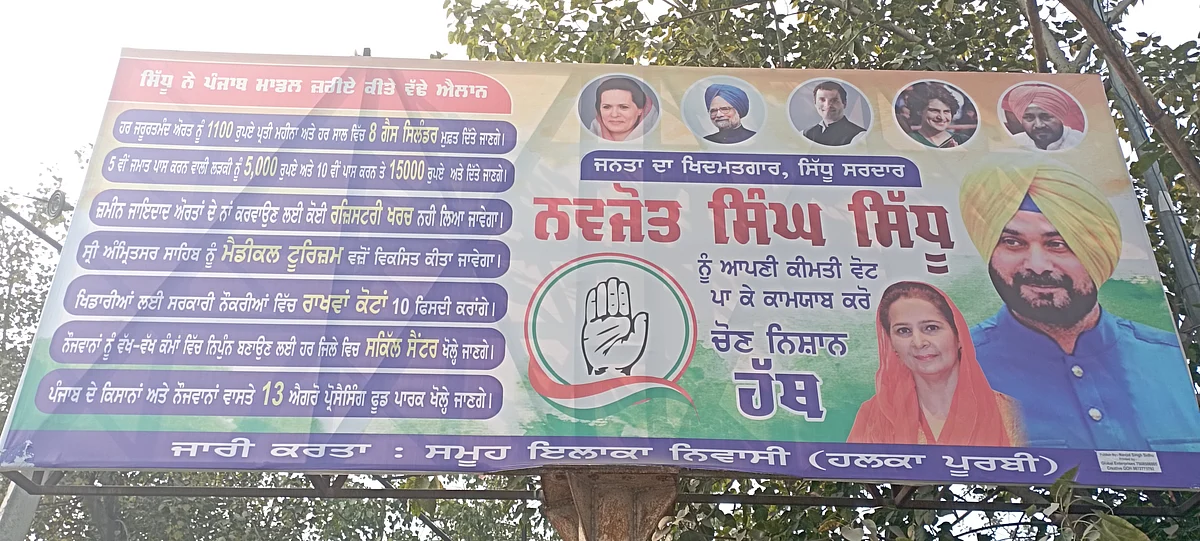 ਸਿੱਧੂ ਨੇ ਪੰਜਾਬ ਮਾਡਲ ਜ਼ਰੀਏ ਕੀਤੇ ਵੱਢੇ ਐਲਾਨ
ਹਰ ਜ਼ਰੂਰਤਮੰਦ ਔਰਤ ਨੂੰ 1100 ਰੁਪਏ ਪ੍ਰਤੀ ਮਹੀਨਾ ਅਤੇ ਹਰ ਸਾਲ ਵਿੱਚ 8 ਗੈਸ ਸਿਲੰਡਰ ਮੁਫ਼ਤ ਦਿੱਤੇ ਜਾਣਗੇ।
5 ਵੀਂ ਜਮਾਤ ਪਾਸ ਕਰਨ ਵਾਲੀ ਲੜਕੀ ਨੂੰ 5,000 ਰੁਪਏ ਅਤੇ 10 ਵੀਂ ਪਾਸ ਕਰਨ ਤੇ 15000 ਰੁਪਏ ਅਤੇ ਦਿੱਤੇ ਜਾਣਗੇ।
ਜ਼ਮੀਨ ਜਾਇਦਾਦ ਔਰਤਾਂ ਦੇ ਨਾਂ ਕਰਵਾਉਣ ਲਈ ਕੋਈ ਰਜ਼ਿਸਟਰੀ ਖਰਚ ਨਹੀ ਲਿਆ ਜਾਵੇਗਾ।
ਸ੍ਰੀ ਅੰਮ੍ਰਿਤਸਰ ਸਾਹਿਬ ਨੂੰ ਮੈਡੀਕਲ ਟੂਰਿਜ਼ਮ ਵਜੋਂ ਵਿਕਸਿਤ ਕੀਤਾ ਜਾਵੇਗਾ।
ਖਿਡਾਰੀਆਂ ਲਈ ਸਰਕਾਰੀ ਨੌਕਰੀਆਂ ਵਿੱਚ ਰਾਖਵਾਂ ਕੋਟਾਂ 10 ਫਿਸਦੀ ਕਰਾਂਗੇ।
ਨੌਜਵਾਨਾਂ ਨੂੰ ਵੱਖ-ਵੱਖ ਕੰਮਾਂ ਵਿੱਚ ਨਿਪੁੰਨ ਬਣਾਉਣ ਲਈ ਹਰ ਜਿਲੇ ਵਿਚ ਸਕਿੱਲ ਸੈਂਟਰ ਖੋਲ੍ਹੇ ਜਾਣਗੇ।
ਪੰਜਾਬ ਦੇ ਕਿਸਾਨਾਂ ਅਤੇ ਨੌਜਵਾਨਾਂ ਵਾਸਤੇ 13 ਐਗਰੋ ਪ੍ਰੋਸੈਸਿੰਗ ਫੂਡ ਪਾਰਕ ਖੋਲ੍ਹੇ ਜਾਣਗੇ।
ਜਨਤਾ ਦਾ ਖਿਦਮਤਗਾਰ, ਸਿੱਧੂ ਸਰਦਾਰ
ਨਵਜੋਤ ਸਿੰਘ ਸਿੱਧੂ
ਨੂੰ ਆਪਣੀ ਕੀਮਤੀ ਵੋਟ
ਪਾ ਕੇ ਕਾਮਯਾਬ ਕਰੋ
ਚੋਣ ਨਿਸ਼ਾਨ
ਹੱਥ
ਜਾਰੀ ਕਰਤਾ : ਸਮੂਹ ਇਲਾਕਾ ਨਿਵਾਸੀ (ਹਲਕਾ ਪੂਰਬੀ)